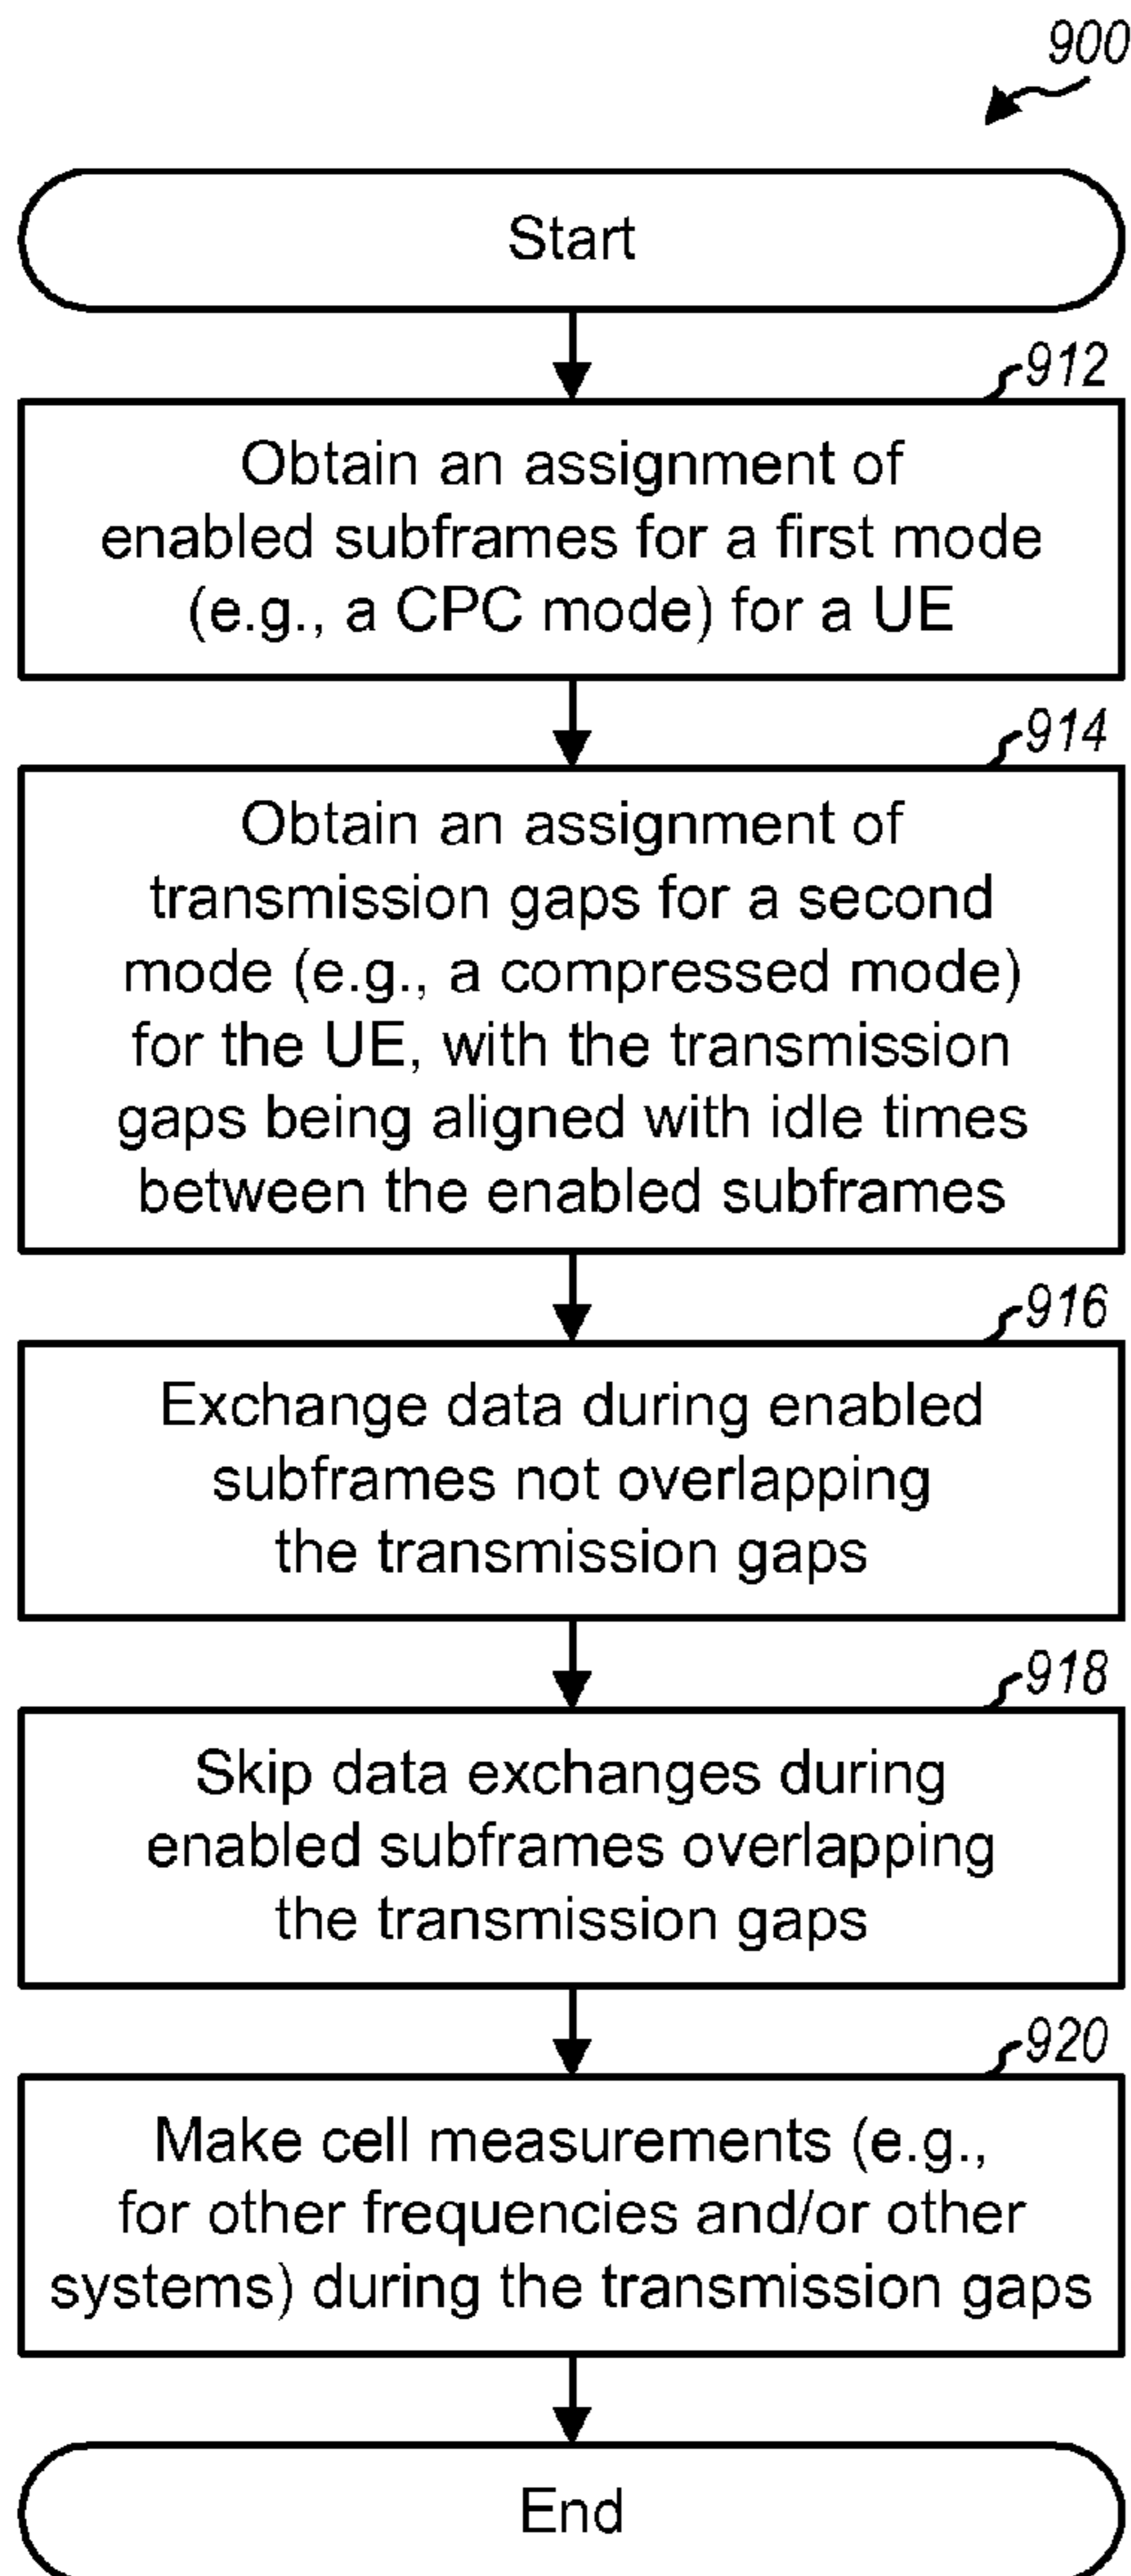 900
Start
912
Obtain an assignment of
enabled subframes for a first mode
(e.g., a CPC mode) for a UE
914
Obtain an assignment of
transmission gaps for a second
mode (e.g., a compressed mode)
for the UE, with the transmission
gaps being aligned with idle times
between the enabled subframes
916
Exchange data during enabled
subframes not overlapping
the transmission gaps
918
Skip data exchanges during
enabled subframes overlapping
the transmission gaps
920
Make cell measurements (e.g.,
for other frequencies and/or other
systems) during the transmission gaps
End